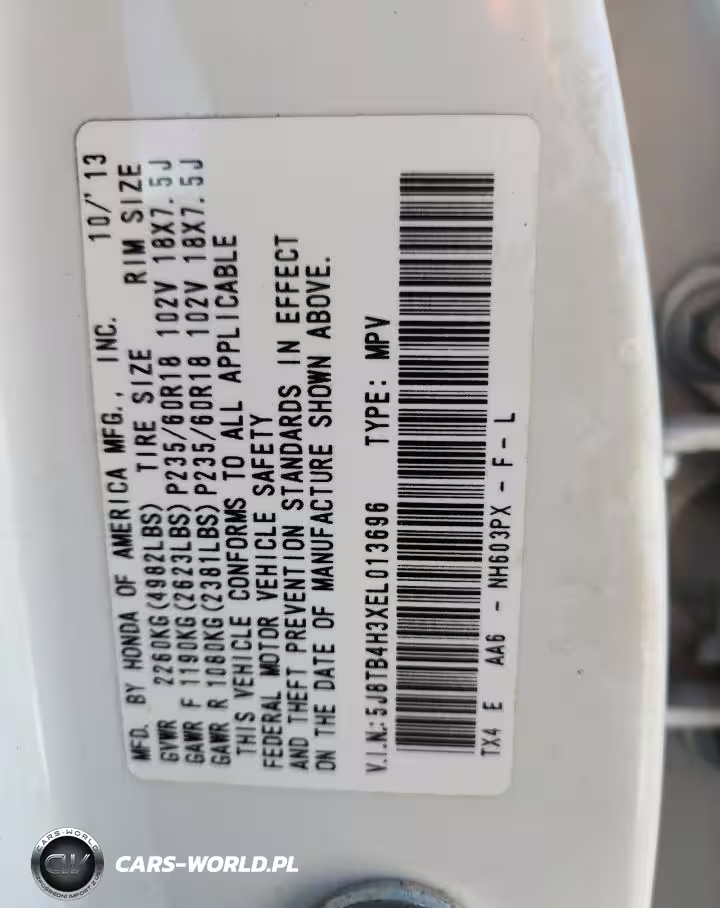 MFD. BY HONDA OF AMERICA MFG., INC. 10/'13
GVWR 2260KG(4982LBS) TIRE SIZE RIM SIZE
GAWR F 1190KG(2623LBS)P235/60R18 102V 18X7.5J
GAWR R 1080KG(2381LBS)P235/60R18 102V 18X7.5J
THIS VEHICLE CONFORMS TO ALL APPLICABLE
FEDERAL MOTOR VEHICLE SAFETY
AND THEFT PREVENTION STANDARDS IN EFFECT
ON THE DATE OF MANUFACTURE SHOWN ABOVE.
V.I.N.: 5J8TB4H3XEL013696 TYPE: MPV
TX4 E AA6 - NH603PX - F - L
CARS-WORLD
CW
CARS-WORLD.PL